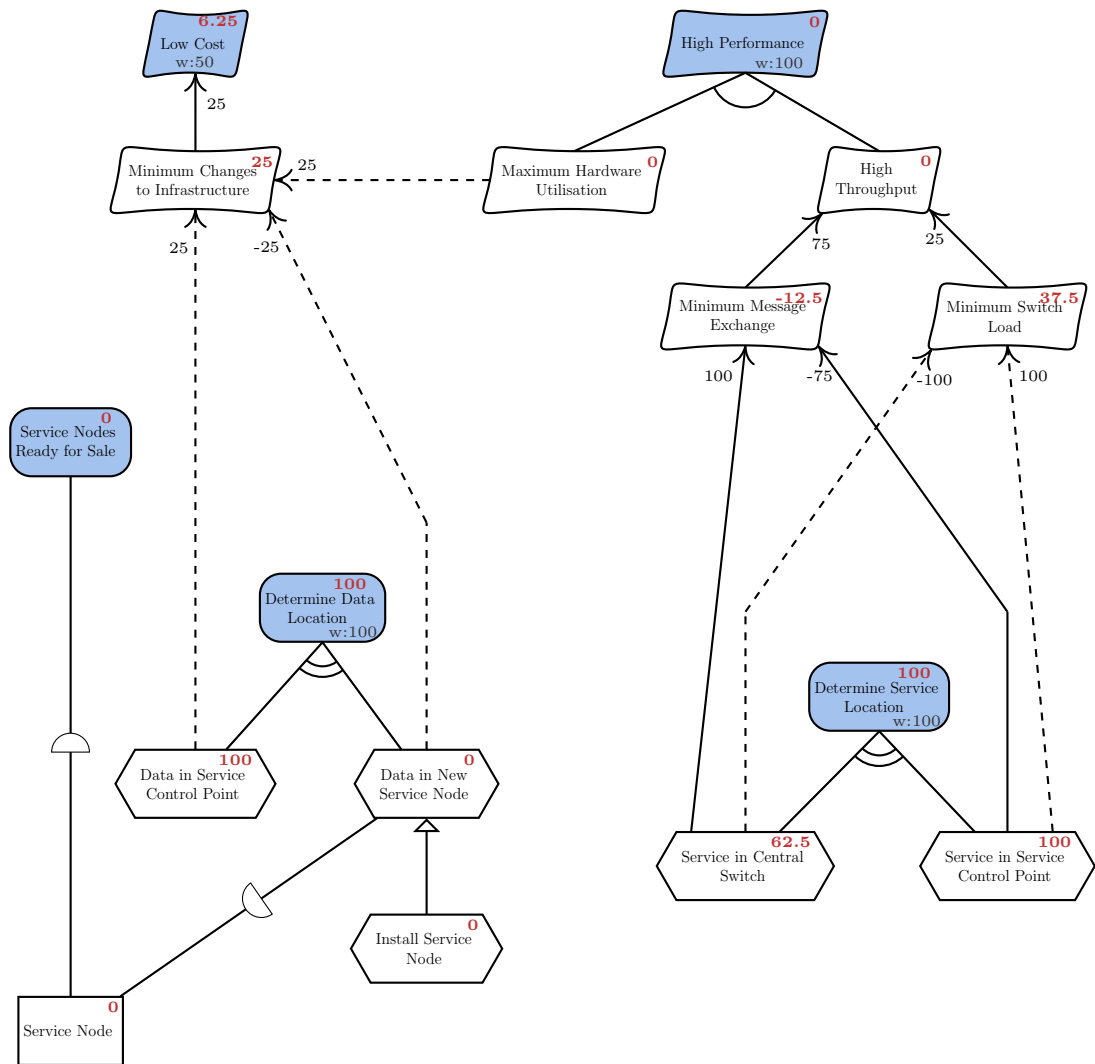 6.25
Low Cost
w:50
0
High Performance
w:100
25
25
Minimum Changes
to Infrastructure
25
0
Maximum Hardware
Utilisation
0
High
Throughput
25
-25
75
25
-12.5
Minimum Message
Exchange
37.5
Minimum Switch
Load
100
-75
-100
100
0
Service Nodes
Ready for Sale
100
Determine Data
Location
w:100
100
Determine Service
Location
w:100
100
Data in Service
Control Point
0
Data in New
Service Node
62.5
Service in Central
Switch
100
Service in Service
Control Point
0
Install Service
Node
0
Service Node